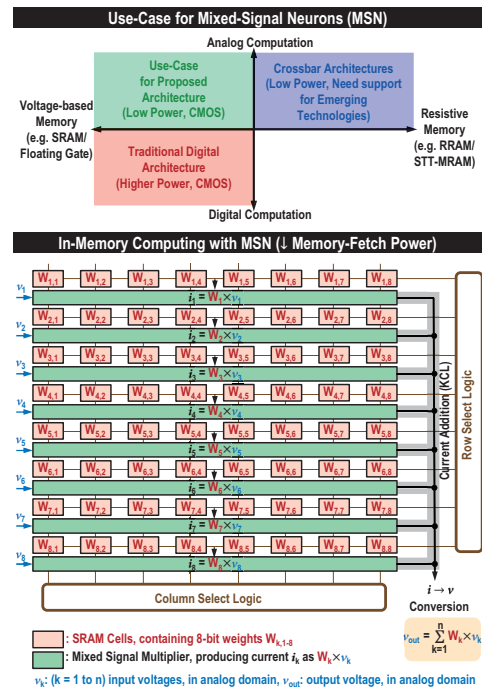 Use-Case for Mixed-Signal Neurons (MSN)
Analog Computation
Use-Case
for Proposed
Architecture
(Low Power, CMOS)
Crossbar Architectures
(Low Power, Need support
for Emerging
Technologies)
Voltage-based
Memory
(e.g. SRAM/
Floating Gate)
Resistive
Memory
(e.g. RRAM/
STT-MRAM)
Traditional Digital
Architecture
(Higher Power, CMOS)
Digital Computation
In-Memory Computing with MSN (↓ Memory-Fetch Power)
W1,1 W1,2 W1,3 W1,4 W1,5 W1,6 W1,7 W1,8
v1
i1 = W1×v1
W2,1 W2,2 W2,3 W2,4 W2,5 W2,6 W2,7 W2,8
v2
i2 = W2×v2
W3,1 W3,2 W3,3 W3,4 W3,5 W3,6 W3,7 W3,8
v3
i3 = W3×v3
W4,1 W4,2 W4,3 W4,4 W4,5 W4,6 W4,7 W4,8
v4
i4 = W4×v4
W5,1 W5,2 W5,3 W5,4 W5,5 W5,6 W5,7 W5,8
v5
i5 = W5×v5
W6,1 W6,2 W6,3 W6,4 W6,5 W6,6 W6,7 W6,8
v6
i6 = W6×v6
W7,1 W7,2 W7,3 W7,4 W7,5 W7,6 W7,7 W7,8
v7
i7 = W7×v7
W8,1 W8,2 W8,3 W8,4 W8,5 W8,6 W8,7 W8,8
v8
i8 = W8×v8
Current Addition (KCL)
Row Select Logic
Column Select Logic
i → v
Conversion
vout = n∑k=1 Wk×vk
: SRAM Cells, containing 8-bit weights Wk,1-8
: Mixed Signal Multiplier, producing current ik as Wk×vk
vk: (k = 1 to n) input voltages, in analog domain, vout: output voltage, in analog domain